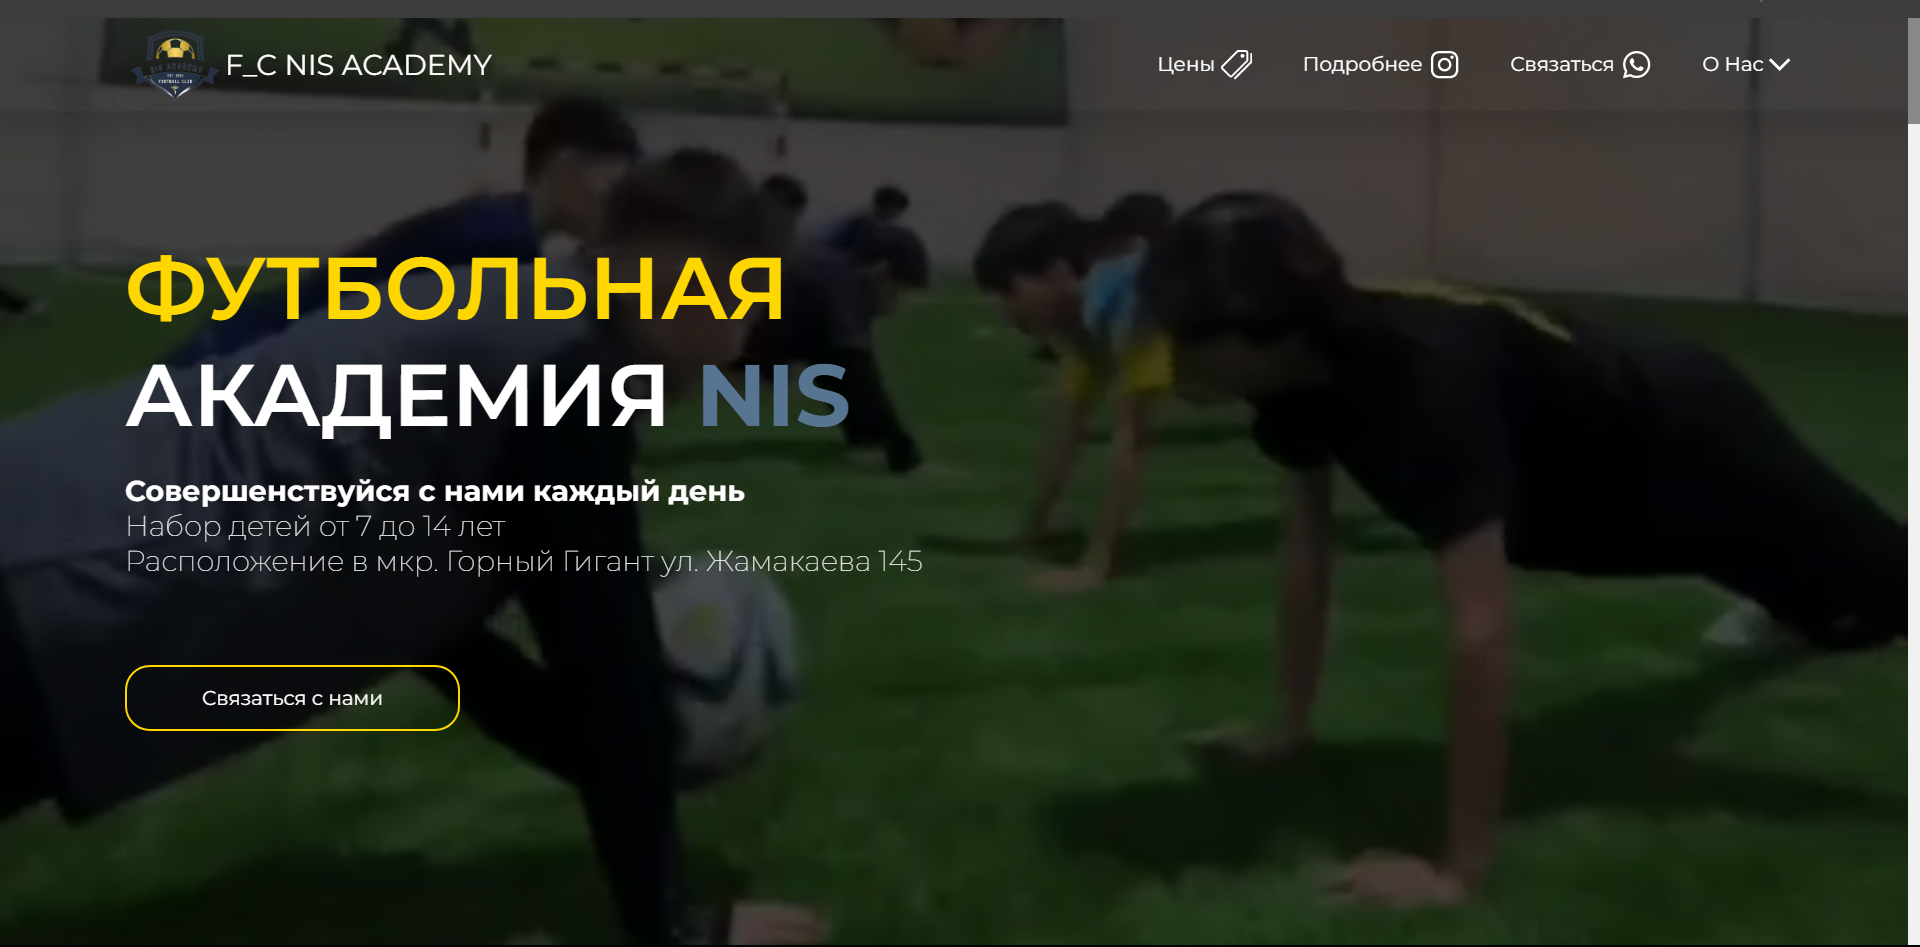 F_C NIS ACADEMY
Цены
Подробнее
Связаться
О Нас
ФУТБОЛЬНАЯ
АКАДЕМИЯ NIS
Совершенствуйся с нами каждый день
Набор детей от 7 до 14 лет
Расположение в мкр. Горный Гигант ул. Жамакаева 145
Связаться с нами